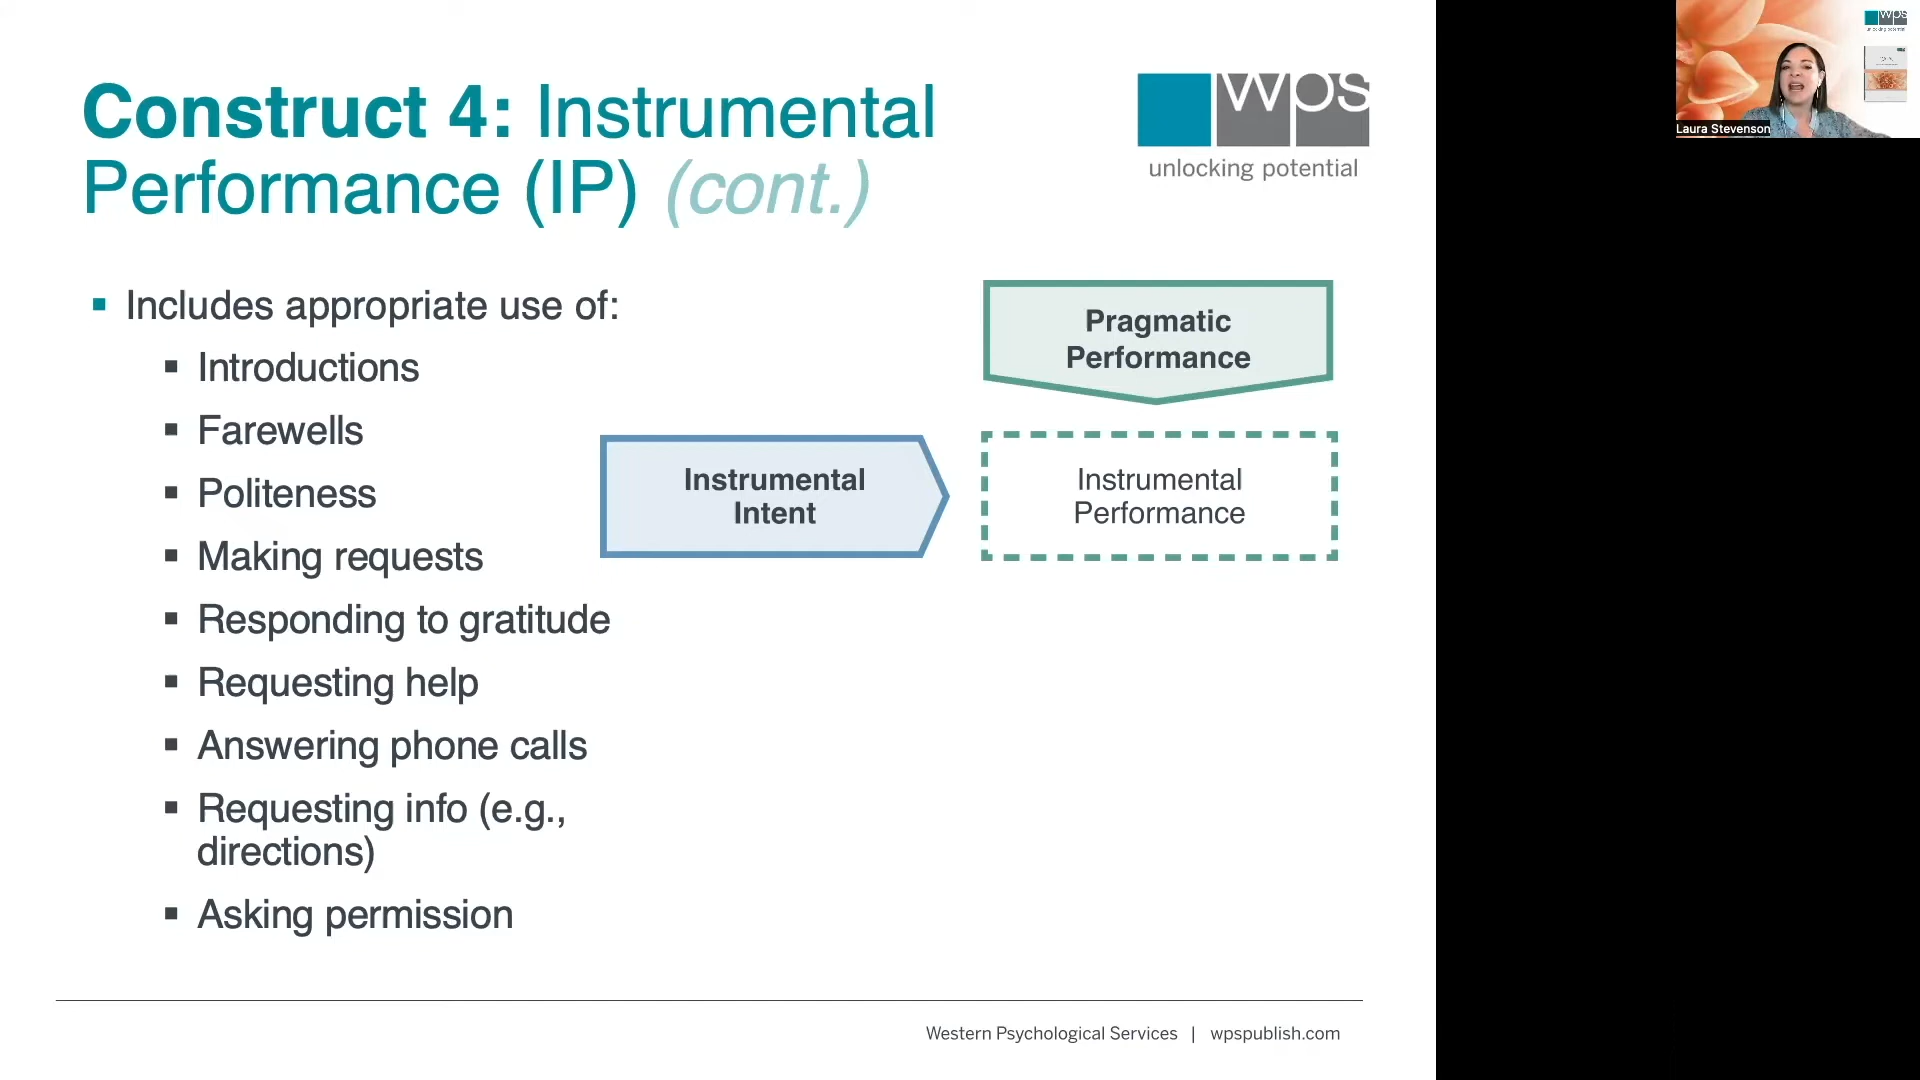 Construct 4: Instrumental
Performance (IP) (cont.)
wps
unlocking potential
▪ Includes appropriate use of:
▪ Introductions
▪ Farewells
▪ Politeness
▪ Making requests
▪ Responding to gratitude
▪ Requesting help
▪ Answering phone calls
▪ Requesting info (e.g.,
directions)
▪ Asking permission
Pragmatic
Performance
Instrumental
Intent
Instrumental
Performance
Western Psychological Services | wpspublish.com
wps
Laura Stevenson